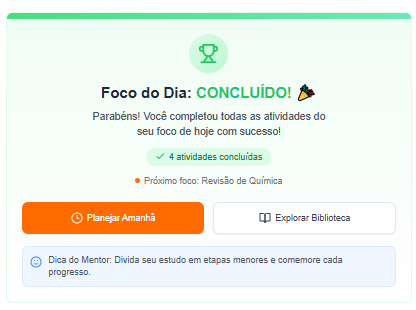 Foco do Dia: CONCLUÍDO! 🎉
Parabéns! Você completou todas as atividades do
seu foco de hoje com sucesso!
4 atividades concluídas
Próximo foco: Revisão de Química
Planejar Amanhã
Explorar Biblioteca
Dica do Mentor: Divida seu estudo em etapas menores e comemore cada
progresso.